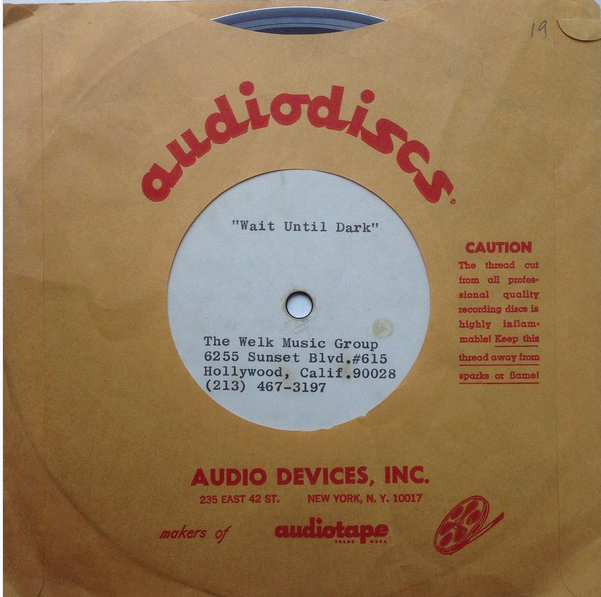 19
audiodiscs
"Wait Until Dark"
The Welk Music Group
6255 Sunset Blvd.#615
Hollywood, Calif.90028
(213) 467-3197
CAUTION
The thread cut
from all profes-
sional quality
recording discs is
highly inflam-
mable! Keep this
thread away from
sparks or flame!
AUDIO DEVICES, INC.
235 EAST 42 ST. NEW YORK, N. Y. 10017
makers of audiotape
TRADE MARK